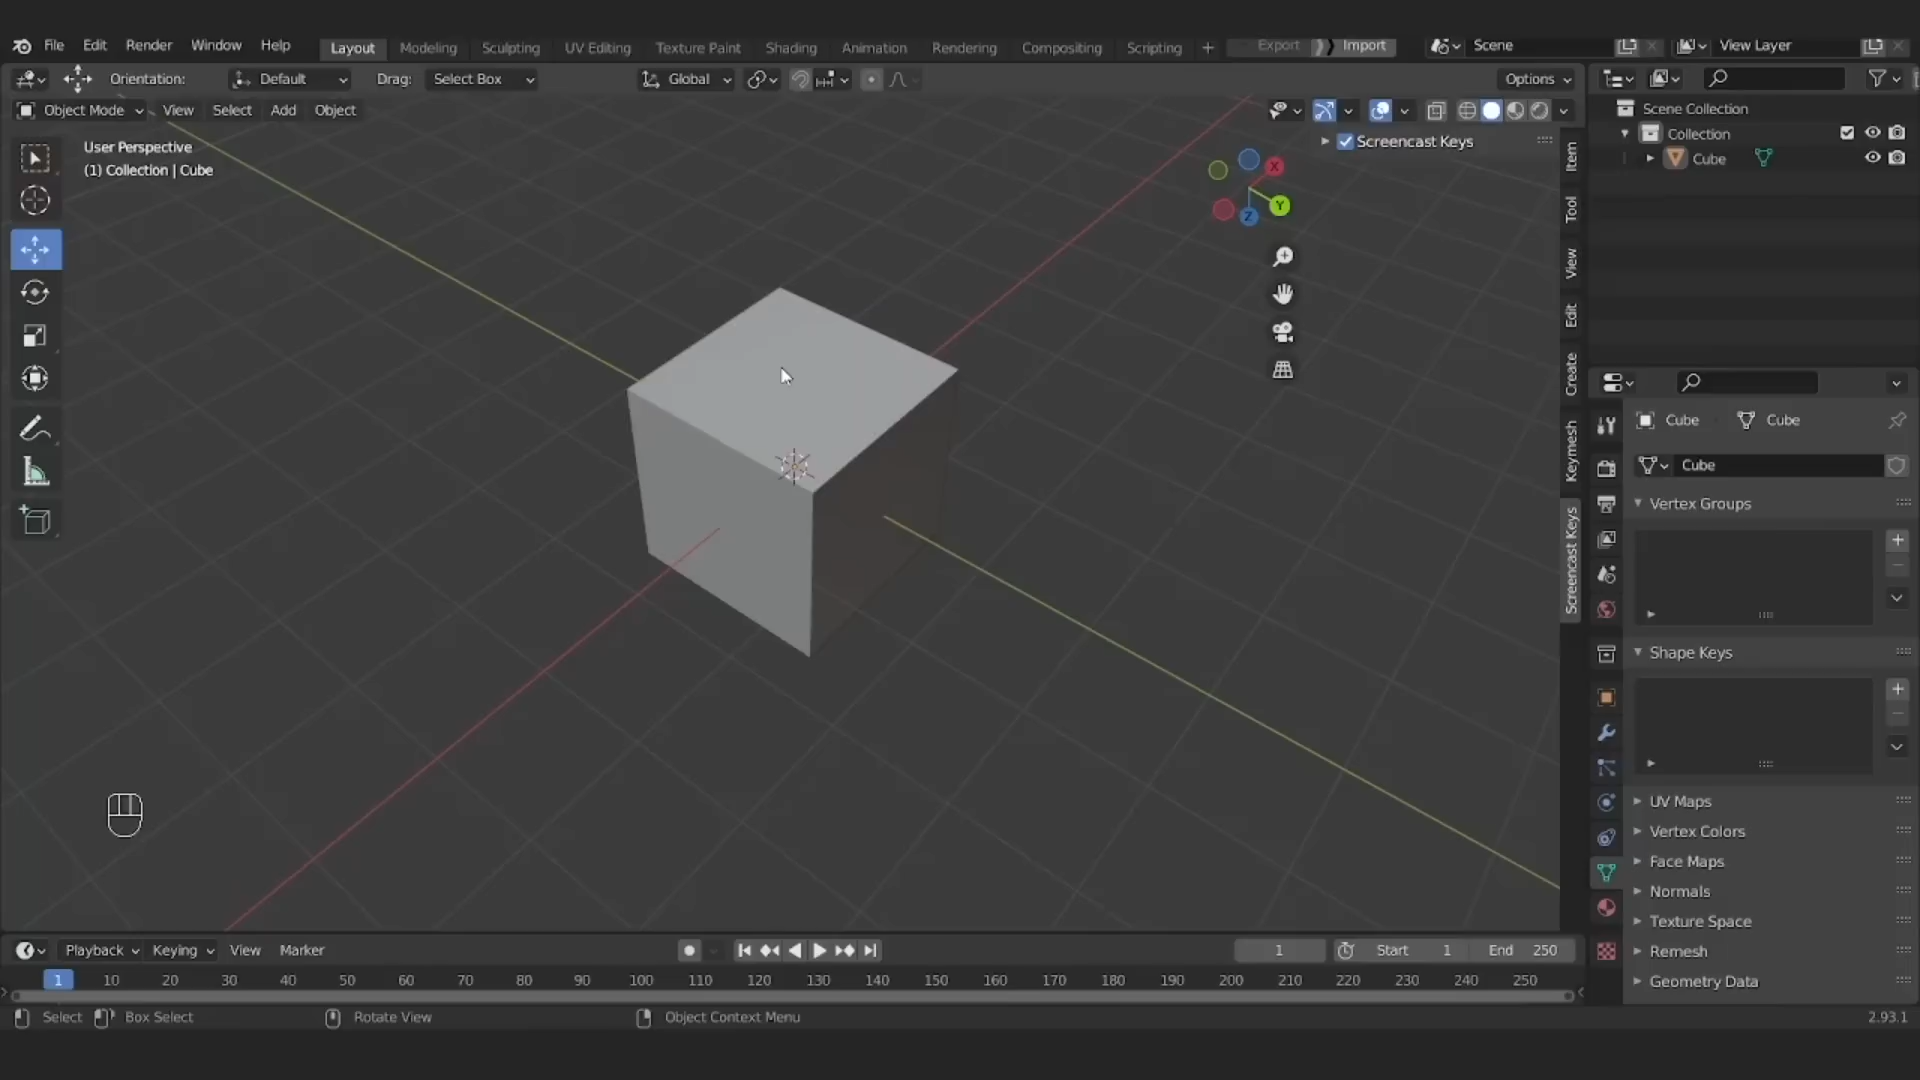 File Edit Render Window Help Layout Modeling Sculpting UV Editing Texture Paint Shading Animation Rendering Compositing Scripting + Export Import Scene View Layer
Orientation: Default Drag: Select Box Global Options
Object Mode View Select Add Object
User Perspective
(1) Collection | Cube
Screencast Keys
X
Y
Z
Item
Tool
View
Edit
Create
Keymesh
Screencast Keys
Scene Collection
Collection
Cube
Cube Cube
Cube
Vertex Groups
Shape Keys
UV Maps
Vertex Colors
Face Maps
Normals
Texture Space
Remesh
Geometry Data
Playback Keying View Marker 1 Start 1 End 250
1 10 20 30 40 50 60 70 80 90 100 110 120 130 140 150 160 170 180 190 200 210 220 230 240 250
Select Box Select Rotate View Object Context Menu 2.93.1